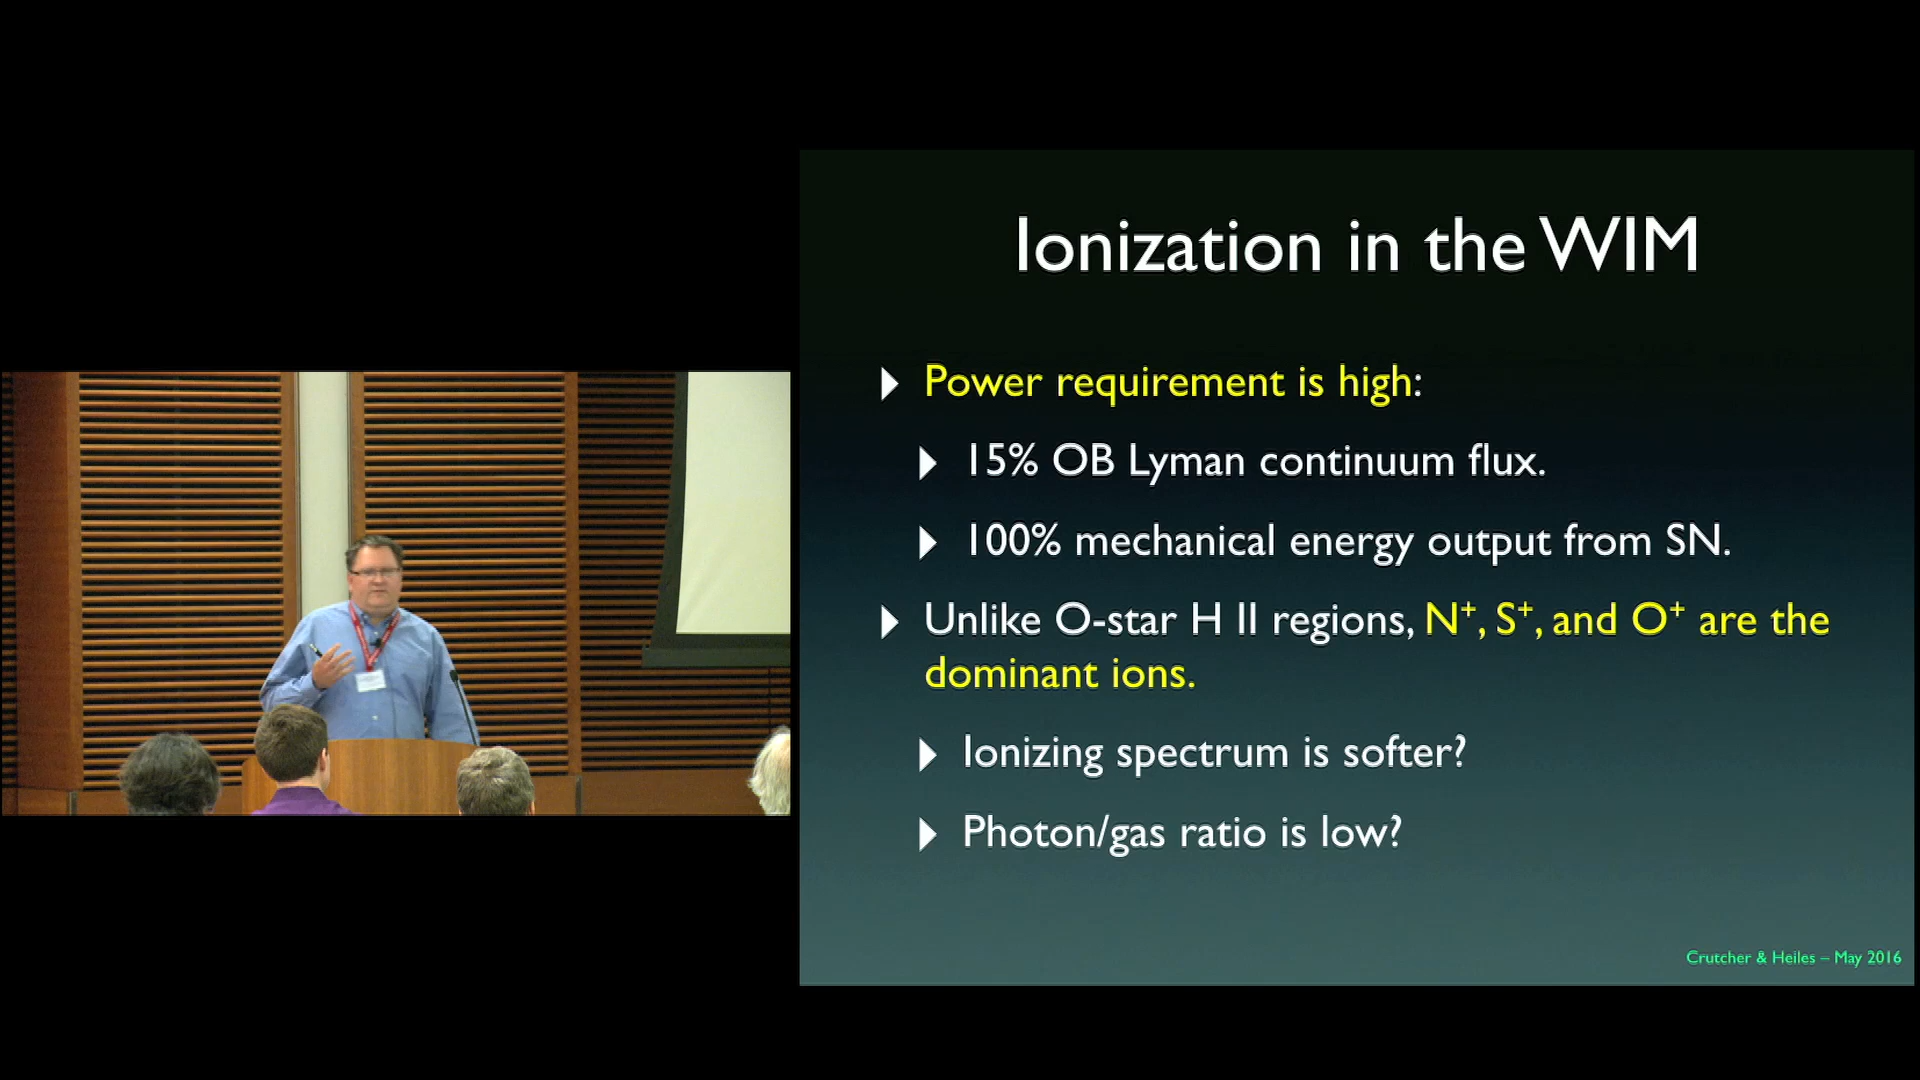 Ionization in the WIM
Power requirement is high:
15% OB Lyman continuum flux.
100% mechanical energy output from SN.
Unlike O-star H II regions, N⁺, S⁺, and O⁺ are the
dominant ions.
Ionizing spectrum is softer?
Photon/gas ratio is low?
Crutcher & Heiles – May 2016